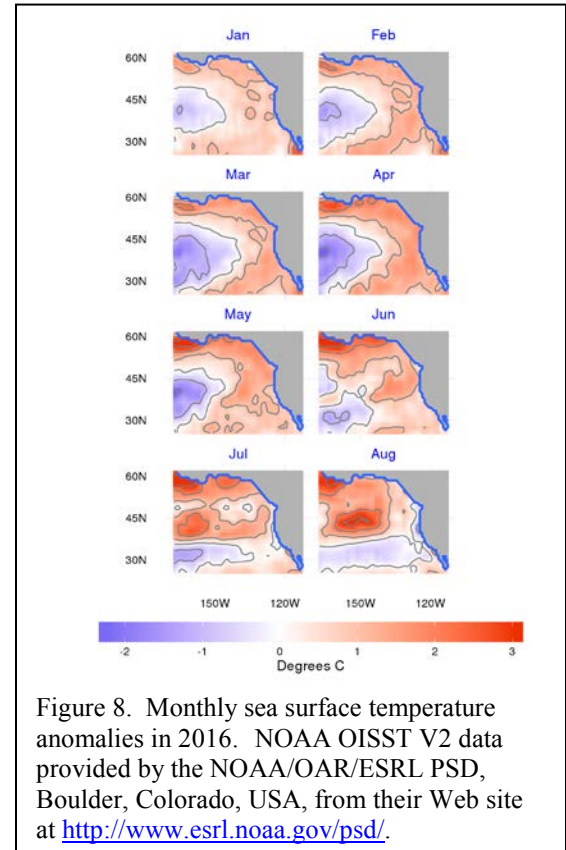 Jan Feb
60N
45N
30N
Mar Apr
60N
45N
30N
May Jun
60N
45N
30N
Jul Aug
60N
45N
30N
150W 120W 150W 120W
-2 -1 0 1 2 3
Degrees C
Figure 8. Monthly sea surface temperature
anomalies in 2016. NOAA OISST V2 data
provided by the NOAA/OAR/ESRL PSD,
Boulder, Colorado, USA, from their Web site
at http://www.esrl.noaa.gov/psd/.